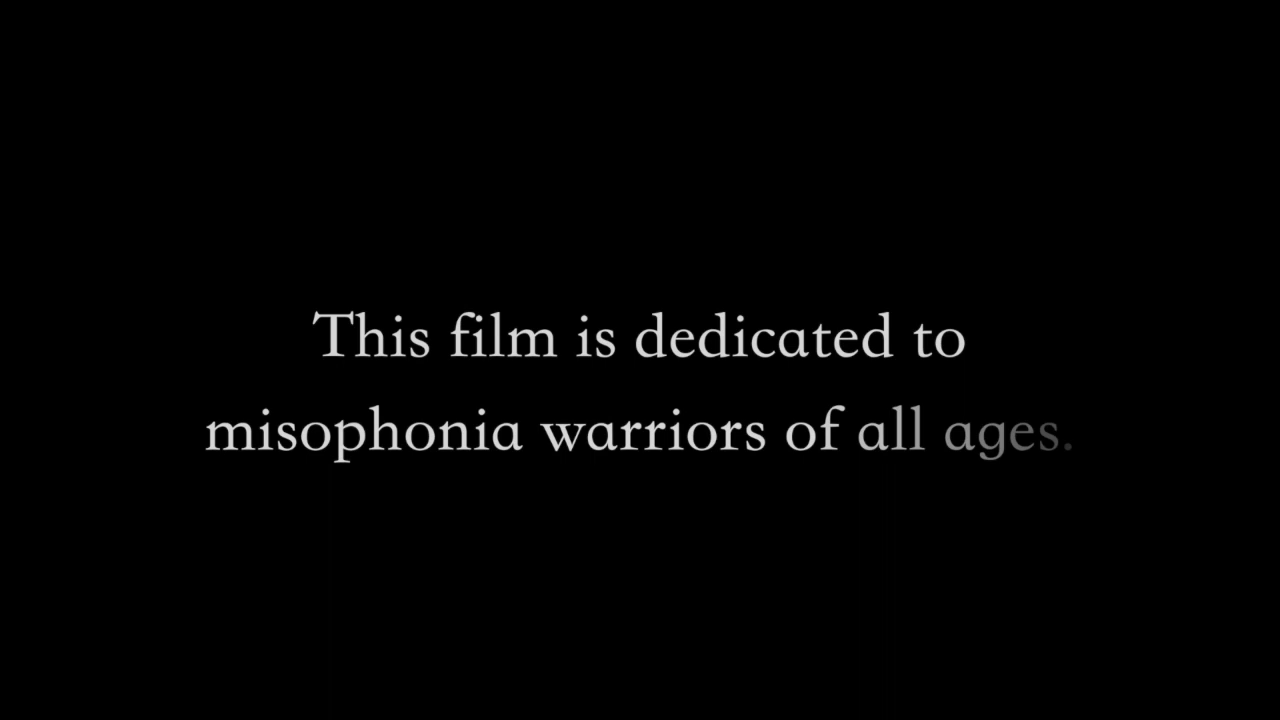 This film is dedicated to
misophonia warriors of all ages.